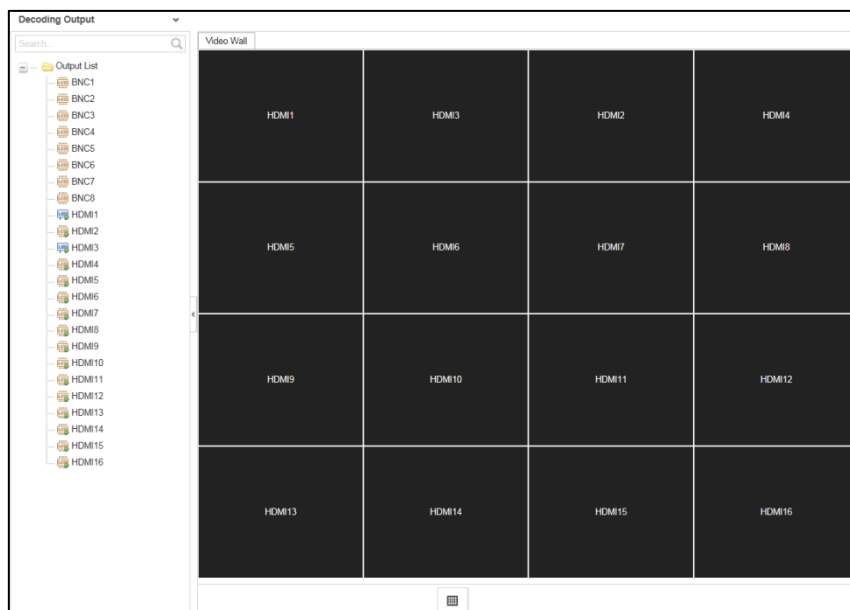 Decoding Output
Search...
Output List
BNC1
BNC2
BNC3
BNC4
BNC5
BNC6
BNC7
BNC8
HDMI1
HDMI2
HDMI3
HDMI4
HDMI5
HDMI6
HDMI7
HDMI8
HDMI9
HDMI10
HDMI11
HDMI12
HDMI13
HDMI14
HDMI15
HDMI16
Video Wall
HDMI1 HDMI3 HDMI2 HDMI4
HDMI5 HDMI6 HDMI7 HDMI8
HDMI9 HDMI10 HDMI11 HDMI12
HDMI13 HDMI14 HDMI15 HDMI16